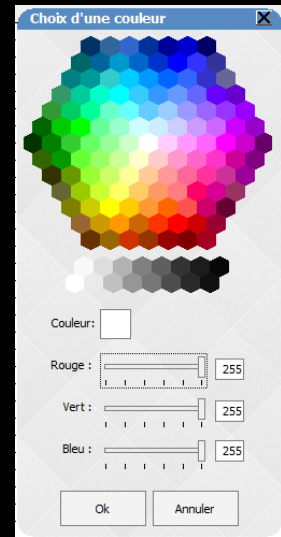 Choix d'une couleur
Couleur:
Rouge : 255
Vert : 255
Bleu : 255
Ok Annuler